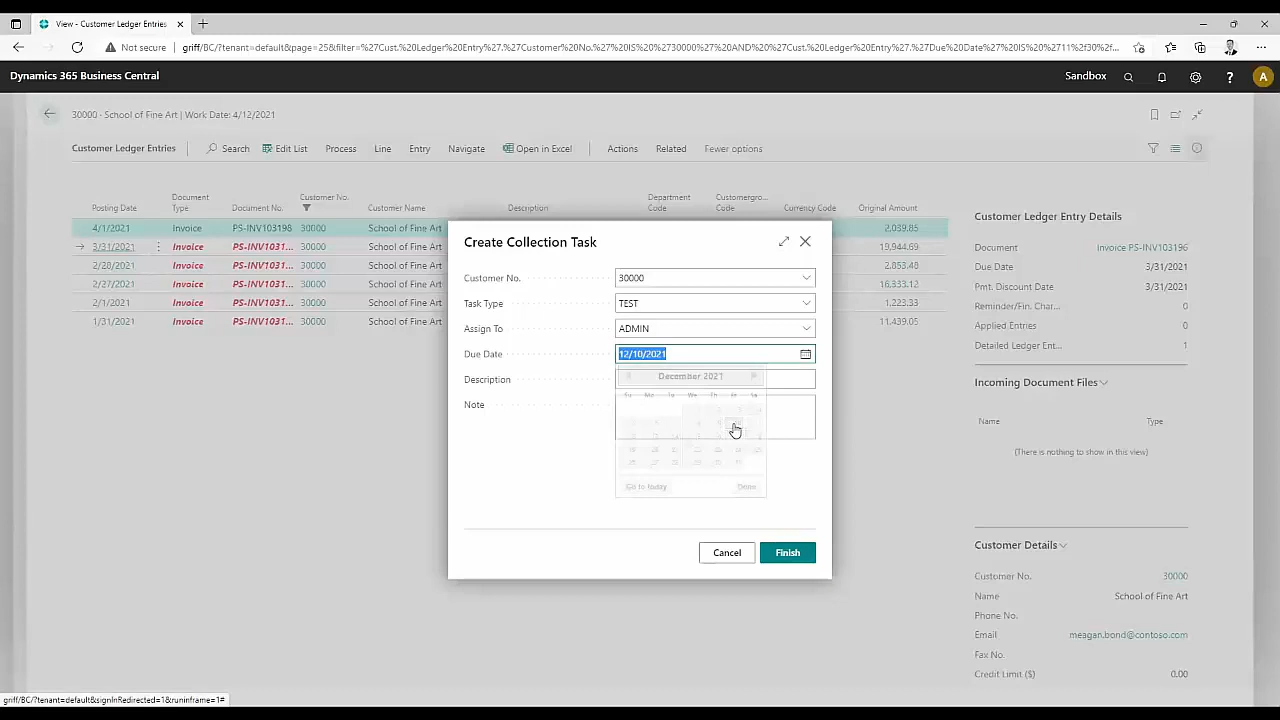 View - Customer Ledger Entries
Not secure
griff/BC/?tenant=default&page=25&filter=%27Cust.%20Ledger%20Entry%27.%27Customer%20No.%27%20IS%20%2730000%27%20AND%20%27Cust.%20Ledger%20Entry%27.%27Due%20Date%27%20IS%20%2711%2f30%2f...
Dynamics 365 Business Central
Sandbox
?
A
30000 - School of Fine Art | Work Date: 4/12/2021
Customer Ledger Entries
Search
Edit List
Process
Line
Entry
Navigate
Open in Excel
Actions
Related
Fewer options
Posting Date
Document Type
Document No.
Customer No.
Customer Name
Description
Department Code
Customergro... Code
Currency Code
Original Amount
4/1/2021 Invoice PS-INV103198 30000 School of Fine Art 2,039.85
3/31/2021 Invoice PS-INV1031... 30000 School of Fine Art 19,944.69
2/28/2021 Invoice PS-INV1031... 30000 School of Fine Art 2,853.48
2/27/2021 Invoice PS-INV1031... 30000 School of Fine Art 16,333.12
2/1/2021 Invoice PS-INV1031... 30000 School of Fine Art 1,223.33
1/31/2021 Invoice PS-INV1031... 30000 School of Fine Art 11,439.05
Create Collection Task
Customer No. 30000
Task Type TEST
Assign To ADMIN
Due Date 12/10/2021
Description
Note
December 2021
Su Mo Tu We Th Fr Sa
Go to today
Done
Cancel
Finish
Customer Ledger Entry Details
Document Invoice PS-INV103196
Due Date 3/31/2021
Pmt. Discount Date 3/31/2021
Reminder/Fin. Char... 0
Applied Entries 0
Detailed Ledger Ent... 1
Incoming Document Files
Name Type
(There is nothing to show in this view)
Customer Details
Customer No. 30000
Name School of Fine Art
Phone No.
Email meagan.bond@contoso.com
Fax No.
Credit Limit ($) 0.00
griff/BC/?tenant=default&signInRedirected=1&runinframe=1#